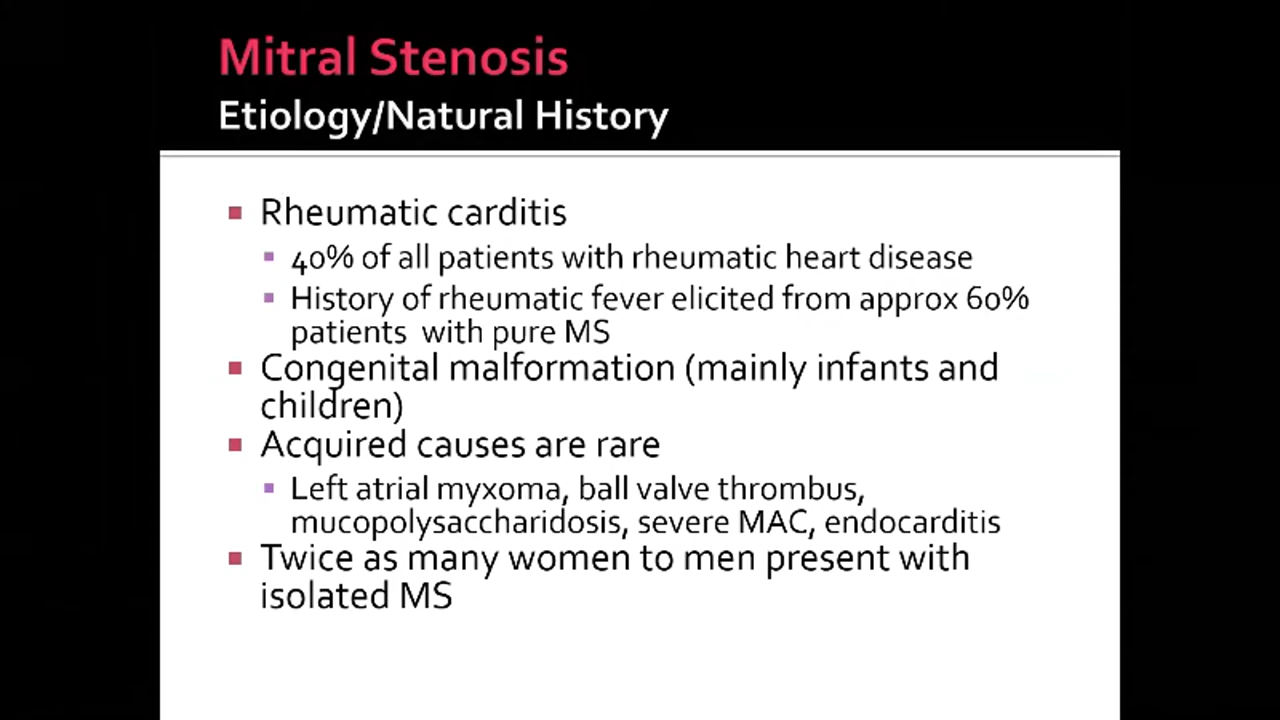 Mitral Stenosis
Etiology/Natural History
Rheumatic carditis
40% of all patients with rheumatic heart disease
History of rheumatic fever elicited from approx 60%
patients with pure MS
Congenital malformation (mainly infants and
children)
Acquired causes are rare
Left atrial myxoma, ball valve thrombus,
mucopolysaccharidosis, severe MAC, endocarditis
Twice as many women to men present with
isolated MS